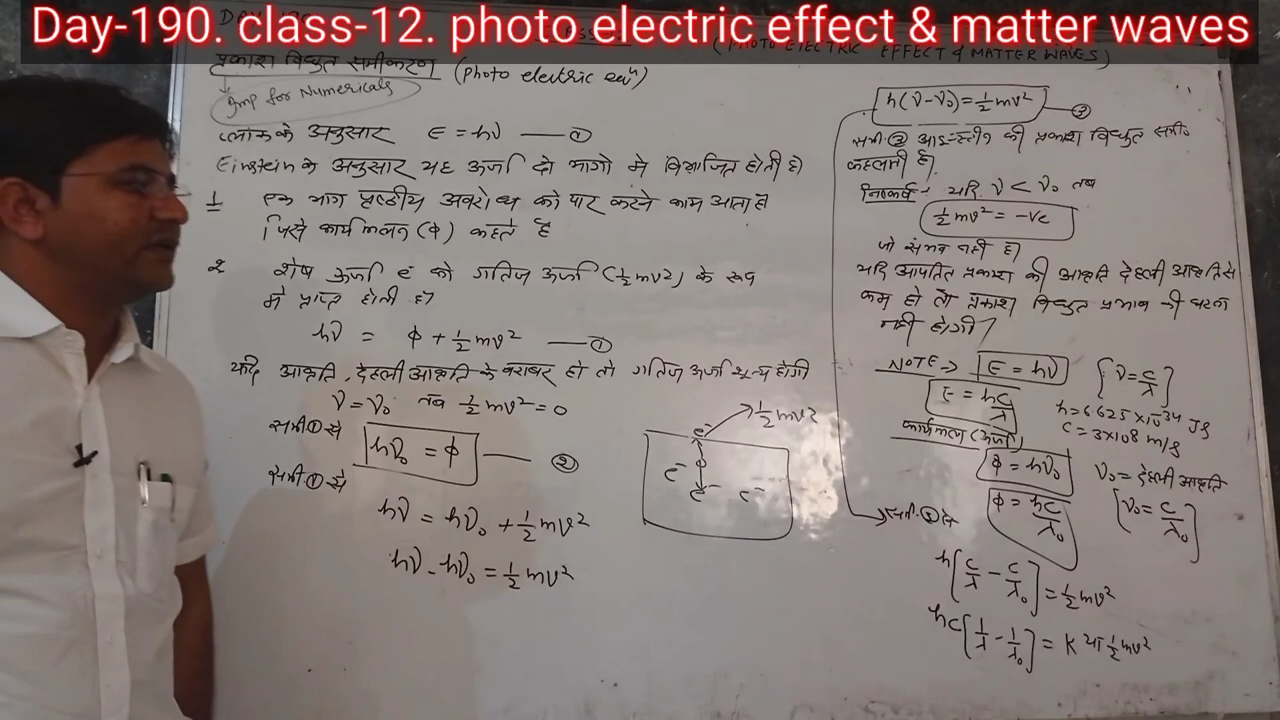 Day-190. class-12. photo electric effect & matter waves
(PHOTO ELECTRIC EFFECT & MATTER WAVES)
प्रकाश विद्युत समीकरण (photo electric eqⁿ)
Imp for Numericals
प्लांक के अनुसार E = hν —— ①
Einstein के अनुसार यह ऊर्जा दो भागो मे विभाजित होती है
1 एक भाग पृष्ठीय अवरोध को पार करने काम आता है
जिसे कार्यफलन (φ) कहते है
2 शेष ऊर्जा e⁻ को गतिज ऊर्जा (½mv²) के रूप
मे प्राप्त होती है
hν = φ + ½mv² —— ①
यदि आवृति, देहली आवृति के बराबर हो तो गतिज ऊर्जा शून्य होगी
ν = ν₀ तब ½mv² = 0
समी① से hν₀ = φ —— ②
समी① से
hν = hν₀ + ½mv²
hν - hν₀ = ½mv²
½mv²
e⁻
φ
e⁻ e⁻ e⁻
h(ν-ν₀) = ½mv² —③
समी.③ आइन्स्टीन की प्रकाश विद्युत समी०
कहलाती है।
निष्कर्ष - यदि ν < ν₀ तब
½mv² = -ve
जो संभव नहीं है।
यदि आपतित प्रकाश की आवृति देहली आवृति से
कम हो तो प्रकाश विद्युत प्रभाव की घटना
नहीं होगी।
NOTE → E = hν [ν = c/λ]
E = hc/λ h = 6.625×10⁻³⁴ JS
c = 3×10⁸ m/s
कार्यफलन (ऊर्जा)
φ = hν₀ ν₀ = देहली आवृति
φ = hc/λ₀ [ν₀ = c/λ₀]
समी.③ से
h[c/λ - c/λ₀] = ½mv²
hc[1/λ - 1/λ₀] = K या ½mv²